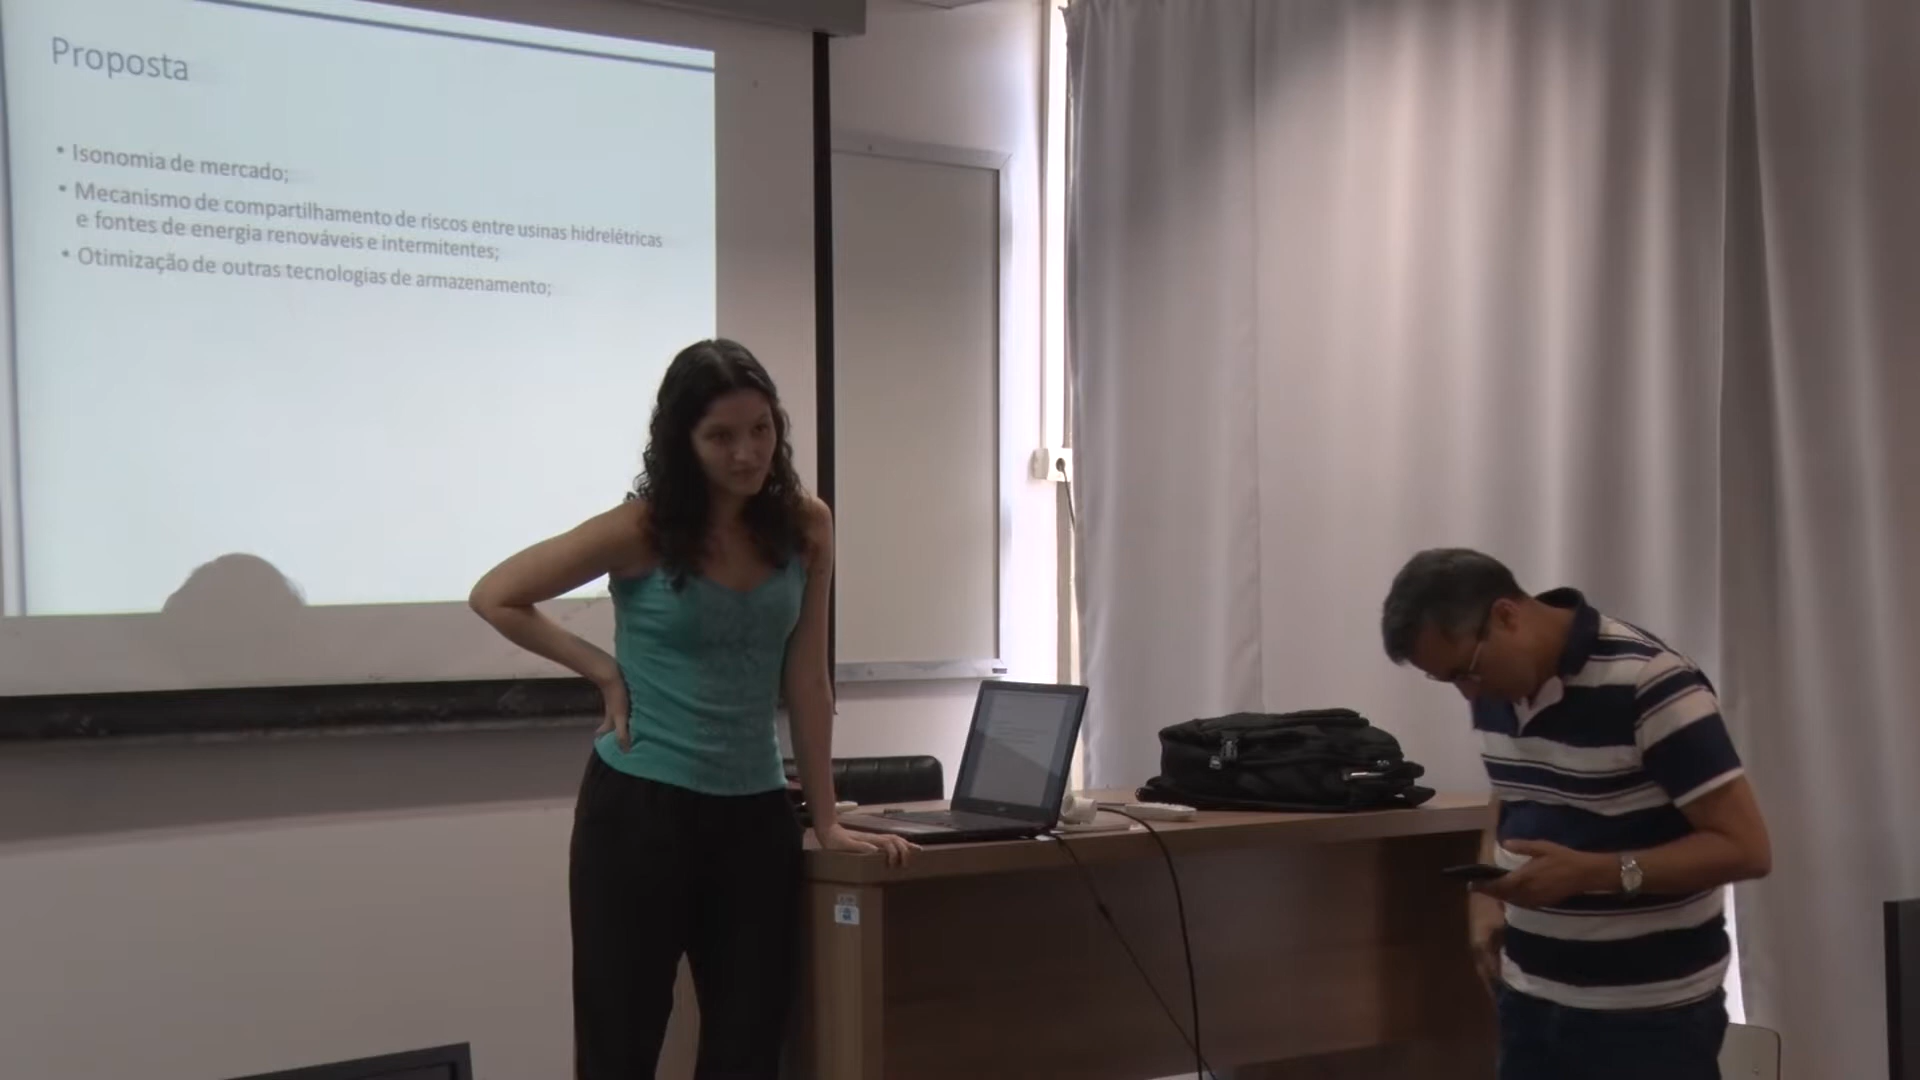 Proposta
• Isonomia de mercado;
• Mecanismo de compartilhamento de riscos entre usinas hidrelétricas
e fontes de energia renováveis e intermitentes;
• Otimização de outras tecnologias de armazenamento;